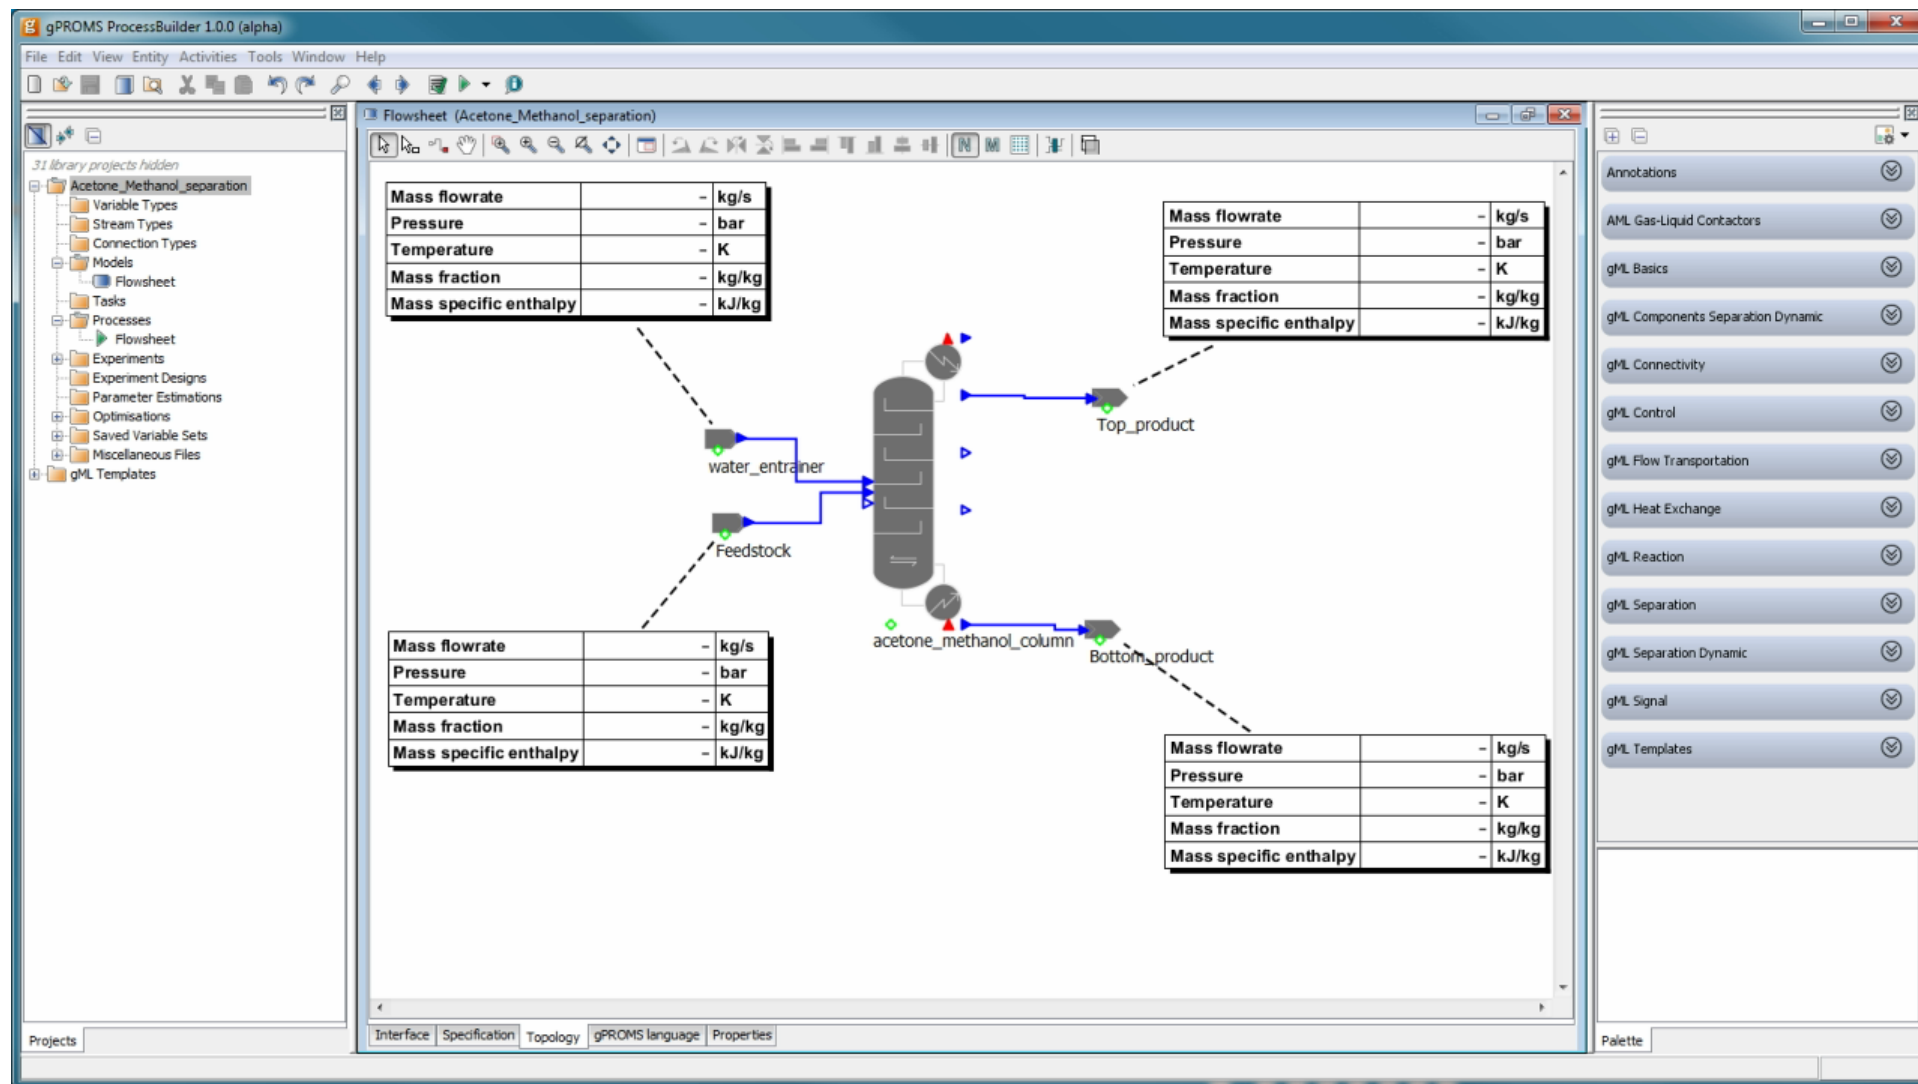 gPROMS ProcessBuilder 1.0.0 (alpha)
File Edit View Entity Activities Tools Window Help
Flowsheet (Acetone_Methanol_separation)
31 library projects hidden
Acetone_Methanol_separation
Variable Types
Stream Types
Connection Types
Models
Flowsheet
Tasks
Processes
Flowsheet
Experiments
Experiment Designs
Parameter Estimations
Optimisations
Saved Variable Sets
Miscellaneous Files
gML Templates
Projects
Mass flowrate – kg/s
Pressure – bar
Temperature – K
Mass fraction – kg/kg
Mass specific enthalpy – kJ/kg
Mass flowrate – kg/s
Pressure – bar
Temperature – K
Mass fraction – kg/kg
Mass specific enthalpy – kJ/kg
Top_product
water_entrainer
Feedstock
acetone_methanol_column
Bottom_product
Mass flowrate – kg/s
Pressure – bar
Temperature – K
Mass fraction – kg/kg
Mass specific enthalpy – kJ/kg
Mass flowrate – kg/s
Pressure – bar
Temperature – K
Mass fraction – kg/kg
Mass specific enthalpy – kJ/kg
Interface Specification Topology gPROMS language Properties
Annotations
AML Gas-Liquid Contactors
gML Basics
gML Components Separation Dynamic
gML Connectivity
gML Control
gML Flow Transportation
gML Heat Exchange
gML Reaction
gML Separation
gML Separation Dynamic
gML Signal
gML Templates
Palette